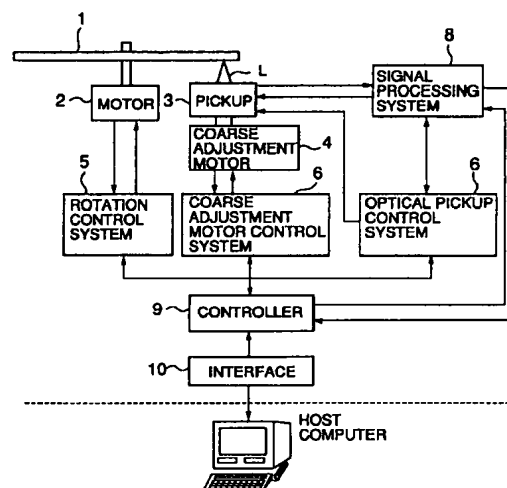 1
8
2
MOTOR
3
PICKUP
L
SIGNAL
PROCESSING
SYSTEM
COARSE
ADJUSTMENT
MOTOR
4
5
ROTATION
CONTROL
SYSTEM
6
COARSE
ADJUSTMENT
MOTOR CONTROL
SYSTEM
6
OPTICAL PICKUP
CONTROL
SYSTEM
9
CONTROLLER
10
INTERFACE
HOST
COMPUTER